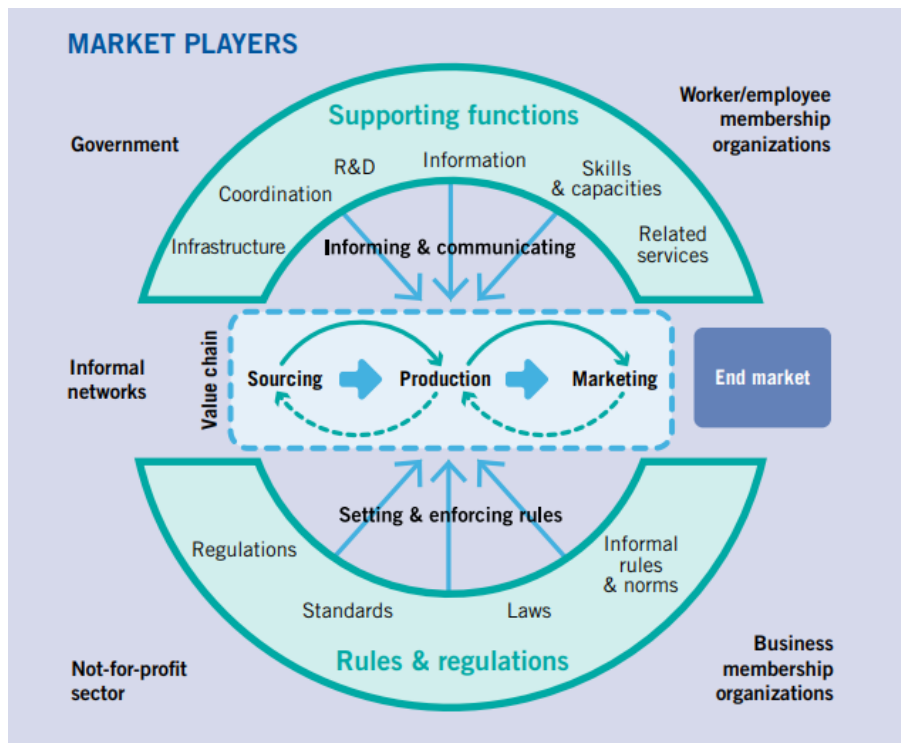 MARKET PLAYERS
Government
Worker/employee
membership
organizations
Supporting functions
Infrastructure
Coordination
R&D
Information
Skills
& capacities
Related
services
Informing & communicating
Informal
networks
Value chain
Sourcing
Production
Marketing
End market
Setting & enforcing rules
Regulations
Standards
Laws
Informal
rules
& norms
Rules & regulations
Not-for-profit
sector
Business
membership
organizations